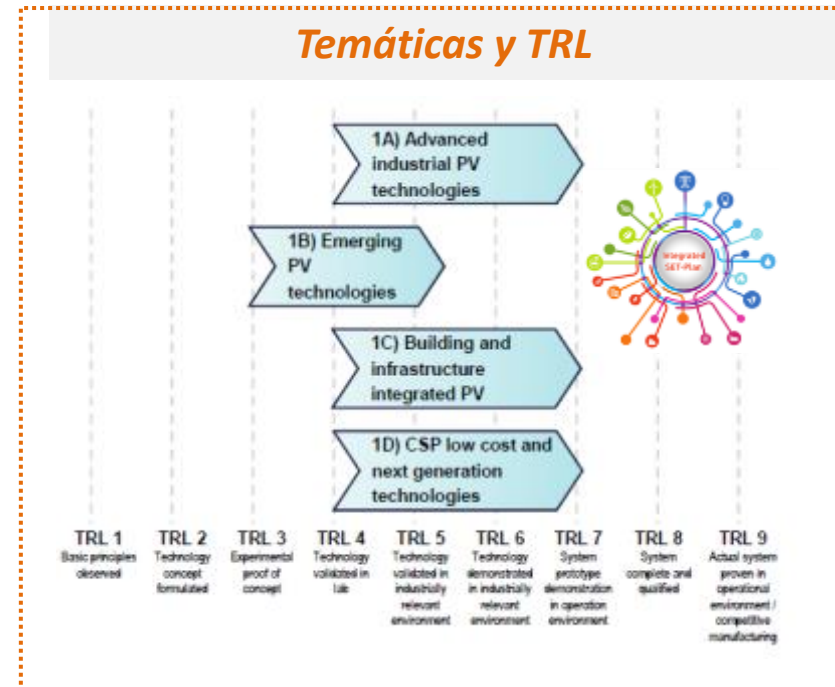 Temáticas y TRL
1A) Advanced
industrial PV
technologies
1B) Emerging
PV
technologies
Integrated
SET-Plan
1C) Building and
infrastructure
integrated PV
1D) CSP low cost and
next generation
technologies
TRL 1
Basic principles
observed
TRL 2
Technology
concept
formulated
TRL 3
Experimental
proof of
concept
TRL 4
Technology
validated in
lab
TRL 5
Technology
validated in
industrially
relevant
environment
TRL 6
Technology
demonstrated
in industrially
relevant
environment
TRL 7
System
prototype
demonstration
in operation
environment
TRL 8
System
complete and
qualified
TRL 9
Actual system
proven in
operational
environment /
competitive
manufacturing